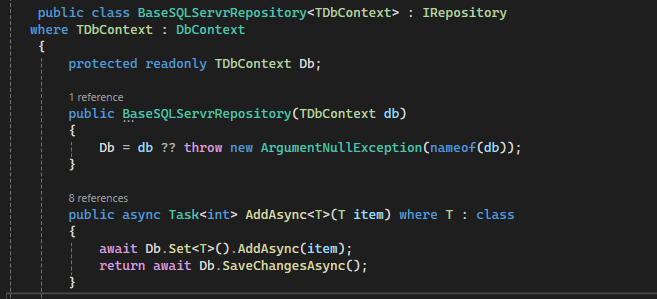 public class BaseSQLServrRepository<TDbContext> : IRepository
where TDbContext : DbContext
{
protected readonly TDbContext Db;
1 reference
public BaseSQLServrRepository(TDbContext db)
{
Db = db ?? throw new ArgumentNullException(nameof(db));
}
8 references
public async Task<int> AddAsync<T>(T item) where T : class
{
await Db.Set<T>().AddAsync(item);
return await Db.SaveChangesAsync();
}